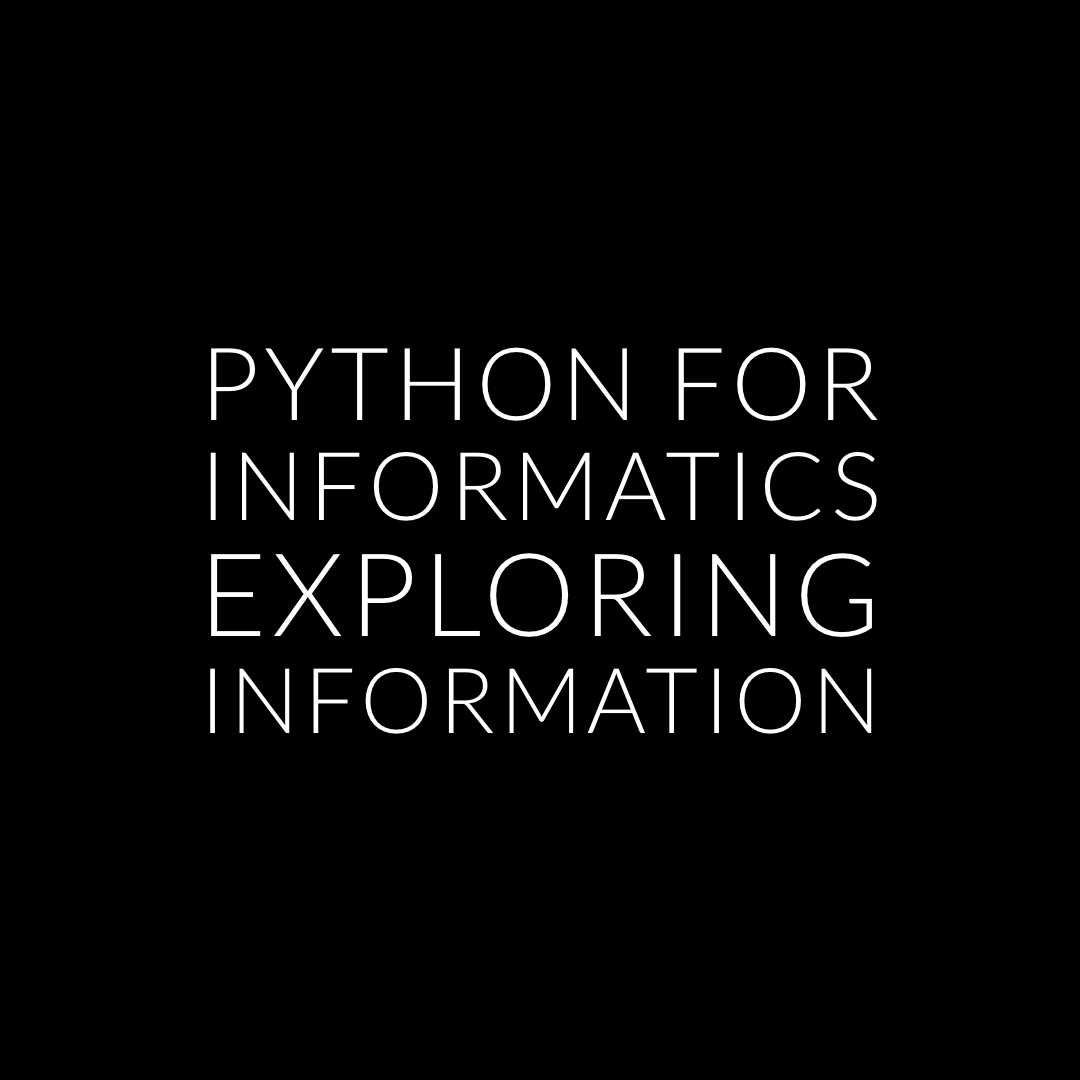 PYTHON FOR
INFORMATICS
EXPLORING
INFORMATION